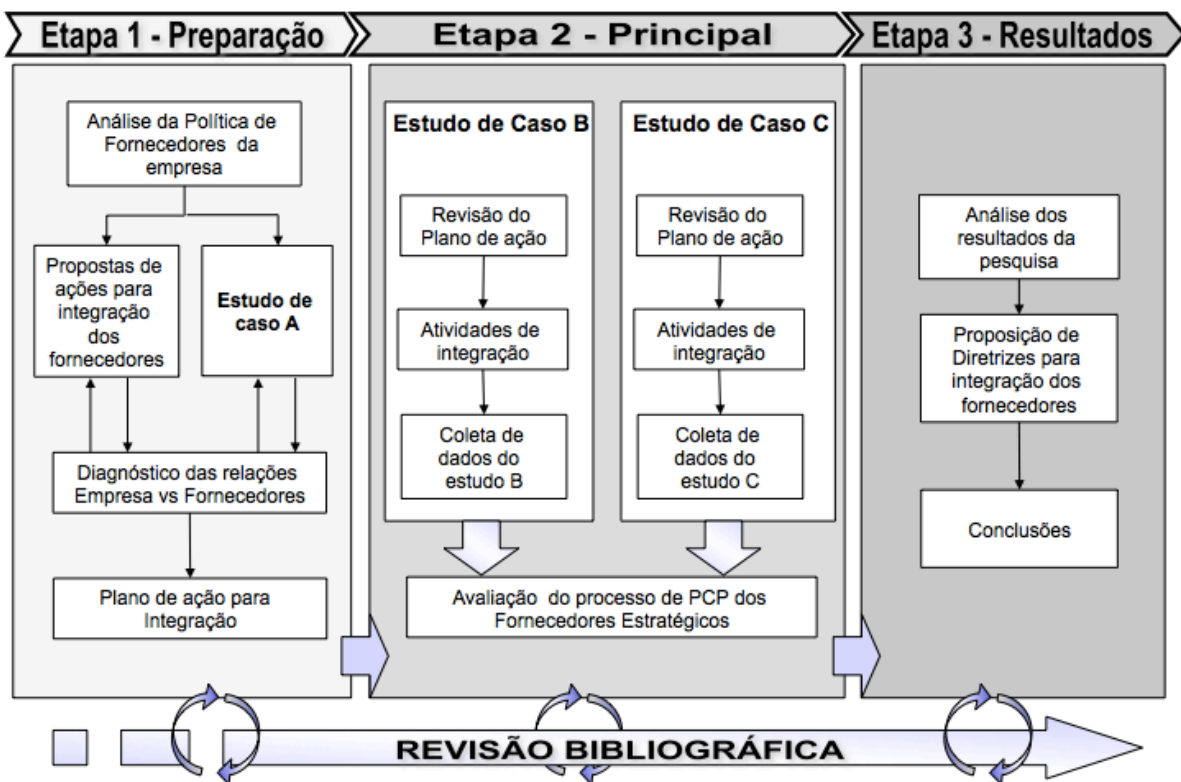 Etapa 1 - Preparação
Etapa 2 - Principal
Etapa 3 - Resultados
Análise da Política de
Fornecedores da
empresa
Propostas de
ações para
integração
dos
fornecedores
Estudo de
caso A
Diagnóstico das relações
Empresa vs Fornecedores
Plano de ação para
Integração
Estudo de Caso B
Revisão do
Plano de ação
Atividades de
integração
Coleta de
dados do
estudo B
Estudo de Caso C
Revisão do
Plano de ação
Atividades de
integração
Coleta de
dados do
estudo C
Avaliação do processo de PCP dos
Fornecedores Estratégicos
Análise dos
resultados da
pesquisa
Proposição de
Diretrizes para
integração dos
fornecedores
Conclusões
REVISÃO BIBLIOGRÁFICA